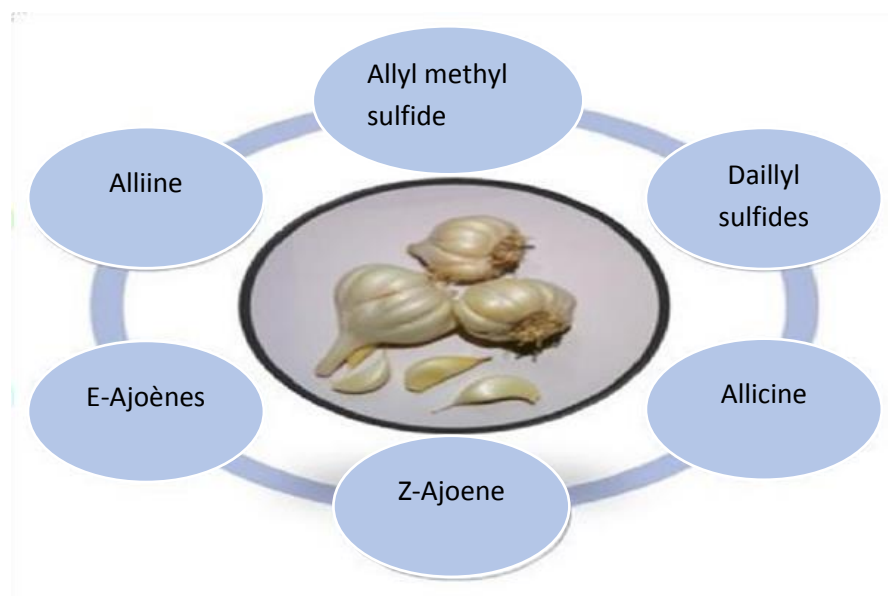 Allyl methyl
sulfide
Daillyl
sulfides
Allicine
Z-Ajoene
E-Ajoènes
Alliine